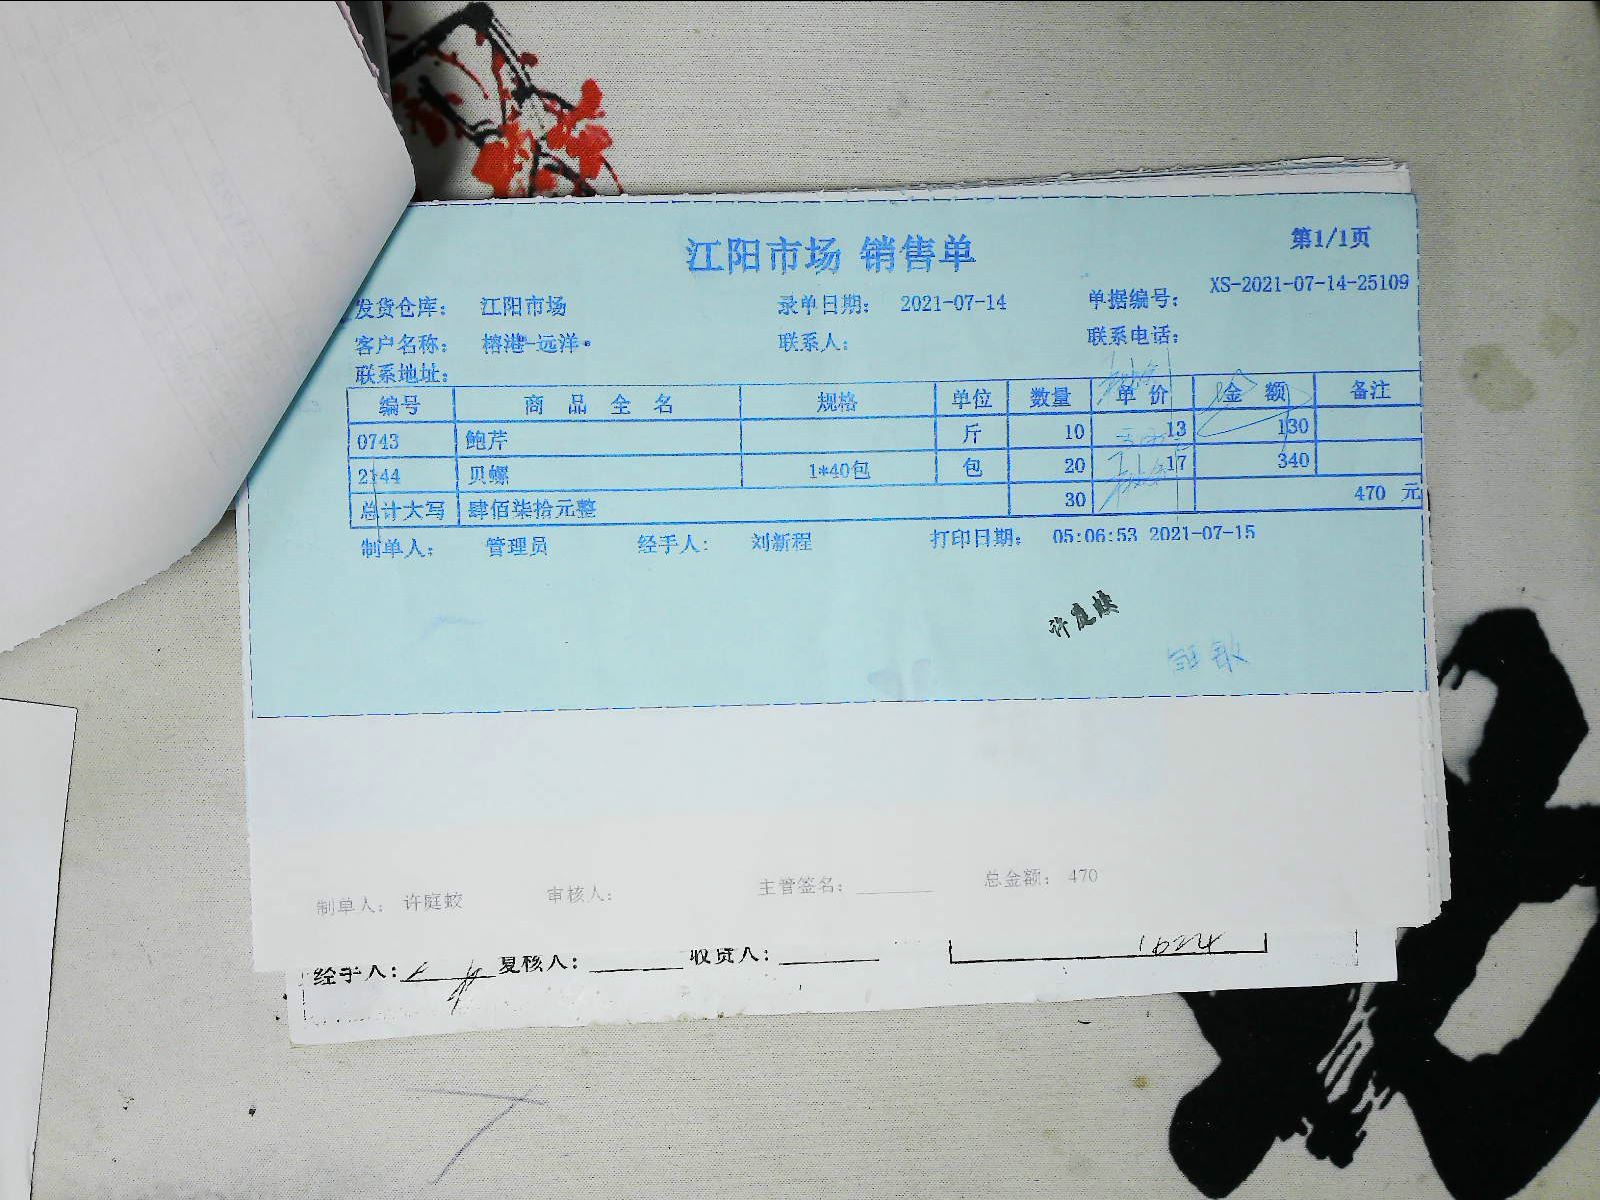 江阳市场 销售单
第1/1页
发货仓库: 江阳市场 录单日期: 2021-07-14 单据编号: XS-2021-07-14-25109
客户名称: 榕港-远洋 联系人: 联系电话:
联系地址:
编号 商品全名 规格 单位 数量 单价 金额 备注
0743 鲍芹 斤 10 13 130
2144 贝螺 1*40包 包 20 17 340
总计大写 肆佰柒拾元整 30 470 元
制单人: 管理员 经手人: 刘新程 打印日期: 05:06:53 2021-07-15
制单人: 许庭蛟 审核人: 主管签名: 总金额: 470
经手人: 复核人: 收货人: 1624